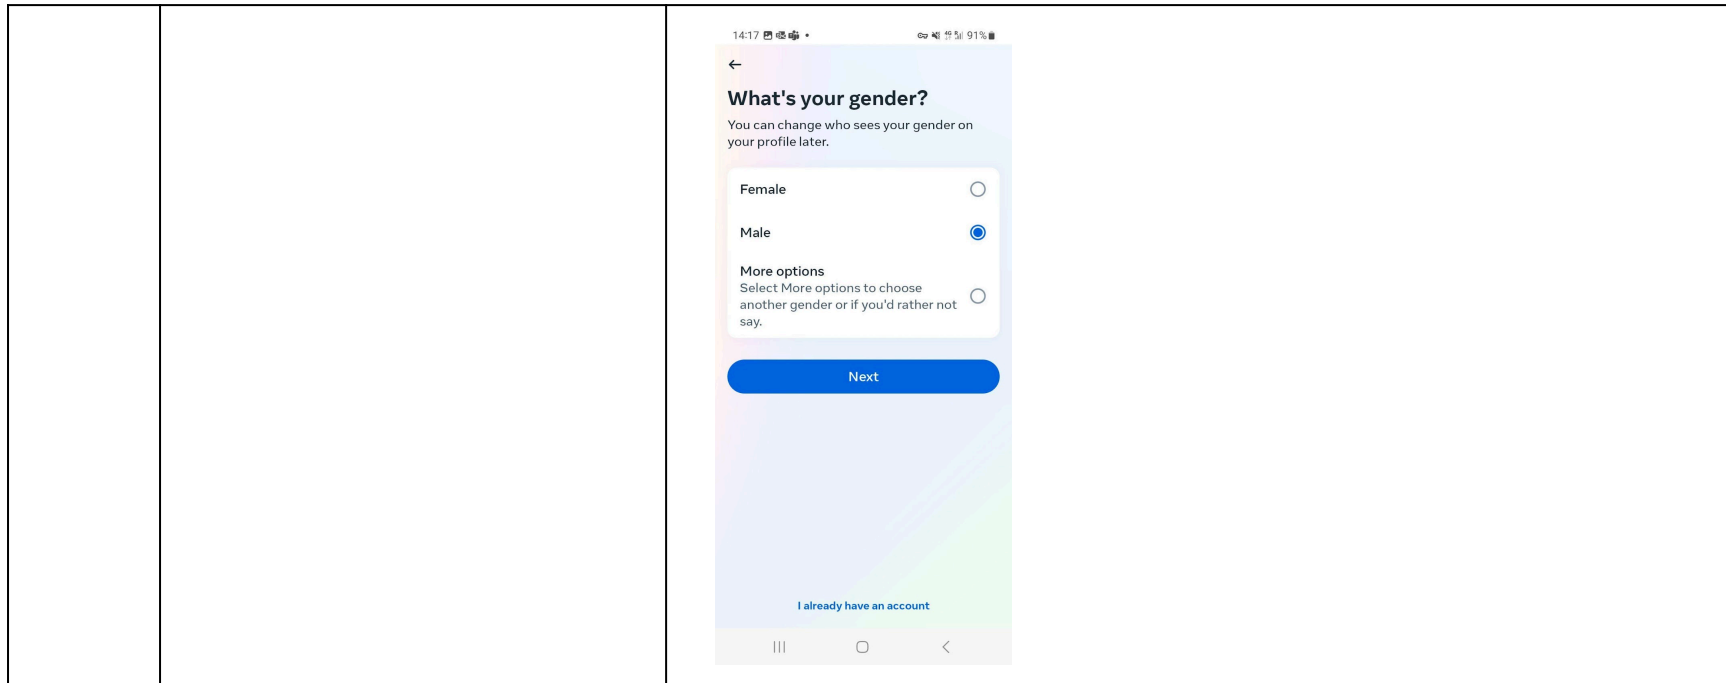 14:17 91%
What's your gender?
You can change who sees your gender on
your profile later.
Female
Male
More options
Select More options to choose
another gender or if you'd rather not
say.
Next
I already have an account